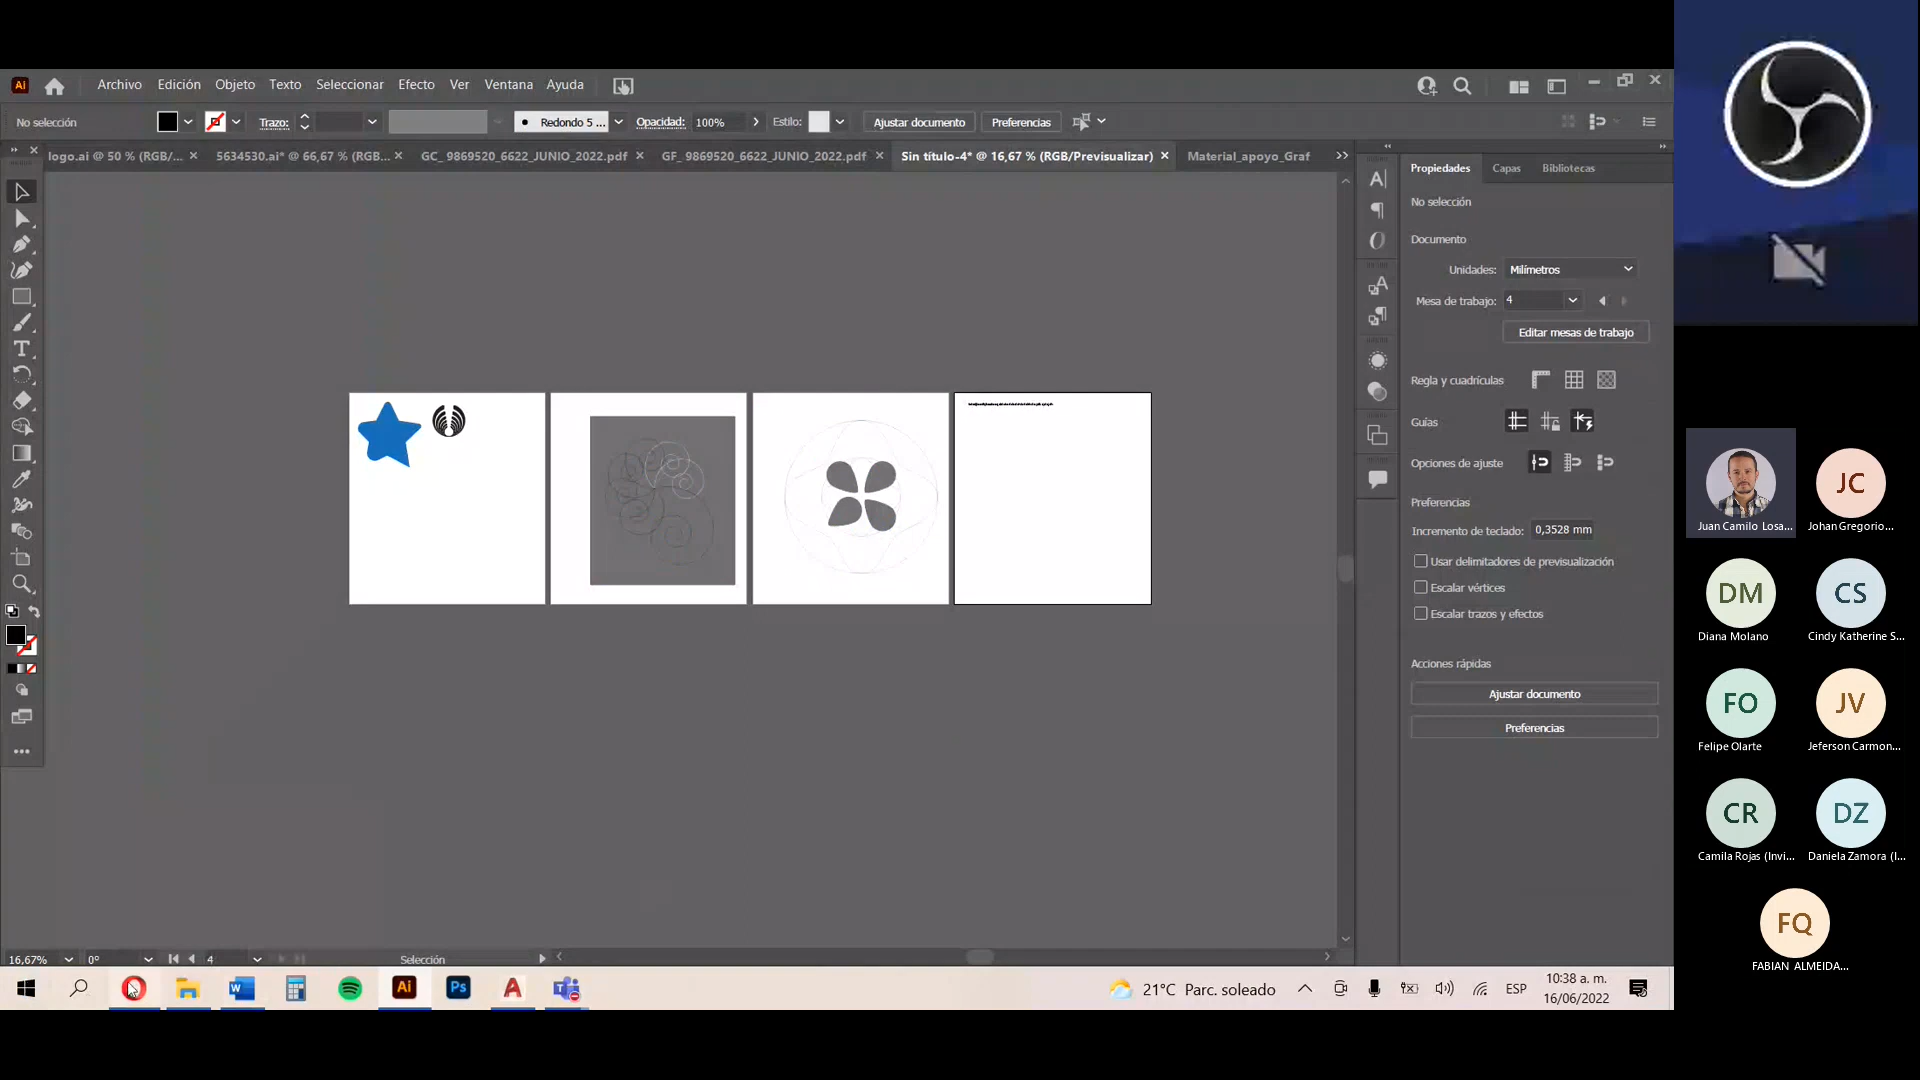 Ai Archivo Edición Objeto Texto Seleccionar Efecto Ver Ventana Ayuda
No selección Trazo: Redondo 5 ... Opacidad: 100% Estilo: Ajustar documento Preferencias
logo.ai @ 50 % (RGB/... × 5634530.ai* @ 66,67 % (RGB... × GC_ 9869520_6622_JUNIO_2022.pdf × GF_ 9869520_6622_JUNIO_2022.pdf × Sin título-4* @ 16,67 % (RGB/Previsualizar) × Material_apoyo_Graf
Propiedades Capas Bibliotecas
No selección
Documento
Unidades: Milímetros
Mesa de trabajo: 4
Editar mesas de trabajo
Regla y cuadrículas
Guías
Opciones de ajuste
Preferencias
Incremento de teclado: 0,3528 mm
Usar delimitadores de previsualización
Escalar vértices
Escalar trazos y efectos
Acciones rápidas
Ajustar documento
Preferencias
16,67% 0° 4 Selección
21°C Parc. soleado ESP 10:38 a. m.
16/06/2022
Juan Camilo Losa...
JC
Johan Gregorio...
DM
Diana Molano
CS
Cindy Katherine S...
FO
Felipe Olarte
JV
Jeferson Carmon...
CR
Camila Rojas (Invi...
DZ
Daniela Zamora (I...
FQ
FABIAN ALMEIDA...